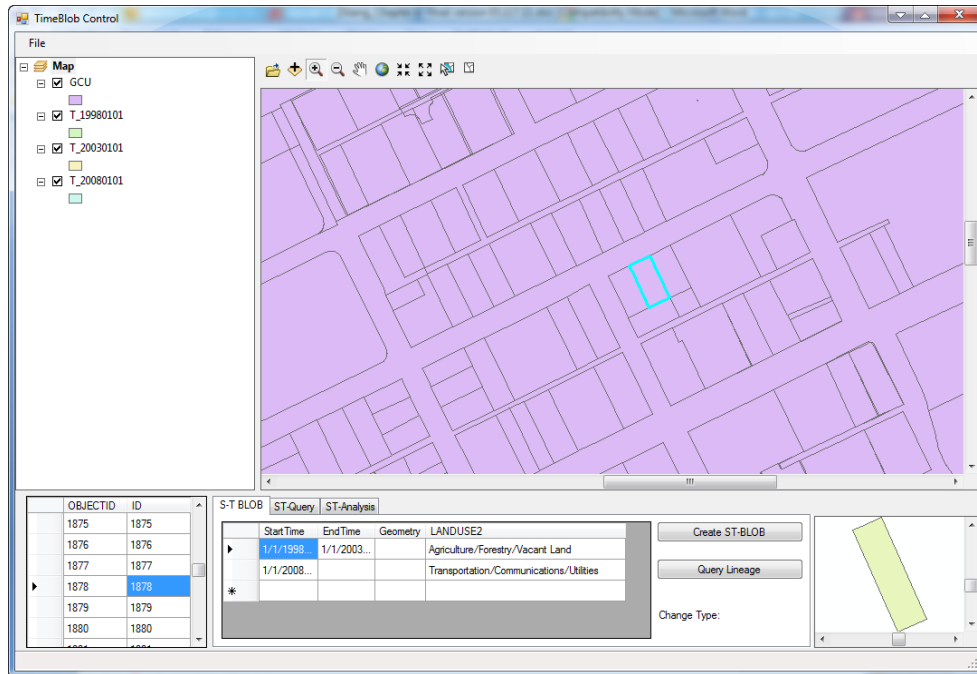 TimeBlob Control
File
Map
GCU
T_19980101
T_20030101
T_20080101
OBJECTID ID
1875 1875
1876 1876
1877 1877
1878 1878
1879 1879
1880 1880
S-T BLOB ST-Query ST-Analysis
StartTime EndTime Geometry LANDUSE2
1/1/1998... 1/1/2003... Agriculture/Forestry/Vacant Land
1/1/2008... Transportation/Communications/Utilities
Create ST-BLOB
Query Lineage
Change Type: